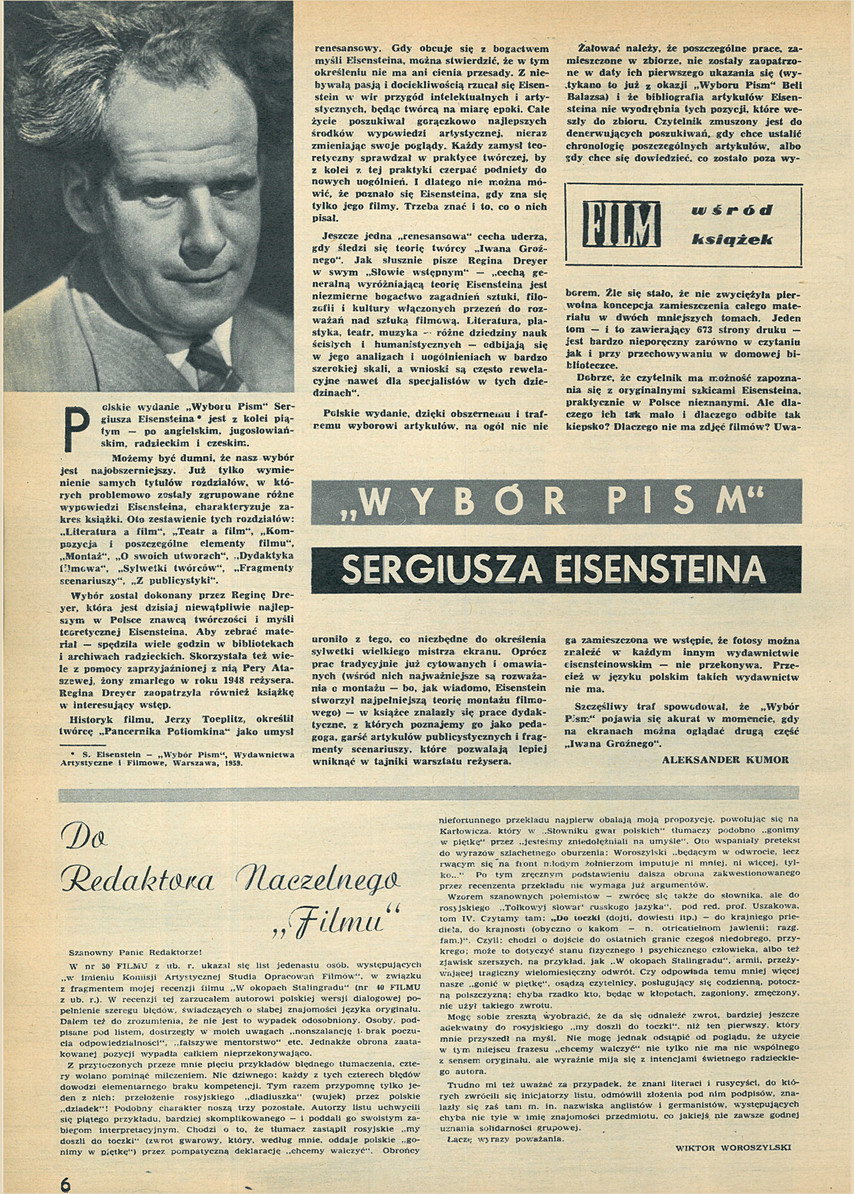 Polskie wydanie „Wyboru Pism“ Ser-
giusza Eisensteina* jest z kolei pią-
tym — po angielskim, jugosłowiań-
skim, radzieckim i czeskim.
Możemy być dumni, że nasz wybór
jest najobszerniejszy. Już tylko wymie-
nienie samych tytułów rozdziałów, w któ-
rych problemowo zostały zgrupowane różne
wypowiedzi Eisensteina, charakteryzuje za-
kres książki. Oto zestawienie tych rozdziałów:
„Literatura a film“, „Teatr a film“, „Kom-
pozycja i poszczególne elementy filmu“,
„Montaż“, „O swoich utworach“, „Dydaktyka
filmowa“, „Sylwetki twórców“, „Fragmenty
scenariuszy“, „Z publicystyki“.
Wybór został dokonany przez Reginę Dre-
yer, która jest dzisiaj niewątpliwie najlep-
szym w Polsce znawcą twórczości i myśli
teoretycznej Eisensteina. Aby zebrać mate-
riał — spędziła wiele godzin w bibliotekach
i archiwach radzieckich. Skorzystała też wie-
le z pomocy zaprzyjaźnionej z nią Pery Ata-
szewej, żony zmarłego w roku 1948 reżysera.
Regina Dreyer zaopatrzyła również książkę
w interesujący wstęp.
Historyk filmu, Jerzy Toeplitz, określił
twórcę „Pancernika Potiomkina“ jako umysł
* S. Eisenstein — „Wybór Pism“, Wydawnictwa
Artystyczne i Filmowe, Warszawa, 1959.
renesansowy. Gdy obcuje się z bogactwem
myśli Eisensteina, można stwierdzić, że w tym
określeniu nie ma ani cienia przesady. Z nie-
bywałą pasją i dociekliwością rzucał się Eisen-
stein w wir przygód intelektualnych i arty-
stycznych, będąc twórcą na miarę epoki. Całe
życie poszukiwał gorączkowo najlepszych
środków wypowiedzi artystycznej, nieraz
zmieniając swoje poglądy. Każdy zamysł teo-
retyczny sprawdzał w praktyce twórczej, by
z kolei z tej praktyki czerpać podniety do
nowych uogólnień. I dlatego nie można mó-
wić, że poznało się Eisensteina, gdy zna się
tylko jego filmy. Trzeba znać i to, co o nich
pisał.
Jeszcze jedna „renesansowa“ cecha uderza,
gdy śledzi się teorię twórcy „Iwana Groź-
nego“. Jak słusznie pisze Regina Dreyer
w swym „Słowie wstępnym“ — „cechą ge-
neralną wyróżniającą teorię Eisensteina jest
niezmierne bogactwo zagadnień sztuki, filo-
zofii i kultury włączonych przezeń do roz-
ważań nad sztuką filmową. Literatura, pla-
styka, teatr, muzyka — różne dziedziny nauk
ścisłych i humanistycznych — odbijają się
w jego analizach i uogólnieniach w bardzo
szerokiej skali, a wnioski są często rewela-
cyjne nawet dla specjalistów w tych dzie-
dzinach“.
Polskie wydanie, dzięki obszernemu i traf-
nemu wyborowi artykułów, na ogół nic nie
„WYBÓR PISM“
SERGIUSZA EISENSTEINA
uroniło z tego, co niezbędne do określenia
sylwetki wielkiego mistrza ekranu. Oprócz
prac tradycyjnie już cytowanych i omawia-
nych (wśród nich najważniejsze są rozważa-
nia o montażu — bo, jak wiadomo, Eisenstein
stworzył najpełniejszą teorię montażu filmo-
wego) — w książce znalazły się prace dydak-
tyczne, z których poznajemy go jako peda-
goga, garść artykułów publicystycznych i frag-
menty scenariuszy, które pozwalają lepiej
wniknąć w tajniki warsztatu reżysera.
Żałować należy, że poszczególne prace, za-
mieszczone w zbiorze, nie zostały zaopatrzo-
ne w daty ich pierwszego ukazania się (wy-
tykano to już z okazji „Wyboru Pism“ Beli
Balazsa) i że bibliografia artykułów Eisen-
steina nie wyodrębnia tych pozycji, które we-
szły do zbioru. Czytelnik zmuszony jest do
denerwujących poszukiwań, gdy chce ustalić
chronologię poszczególnych artykułów, albo
gdy chce się dowiedzieć, co zostało poza wy-
FILM wśród
książek
borem. Źle się stało, że nie zwyciężyła pier-
wotna koncepcja zamieszczenia całego mate-
riału w dwóch mniejszych tomach. Jeden
tom — i to zawierający 673 strony druku —
jest bardzo nieporęczny zarówno w czytaniu
jak i przy przechowywaniu w domowej bi-
bliotecz​ce.
Dobrze, że czytelnik ma możność zapozna-
nia się z oryginalnymi szkicami Eisensteina,
praktycznie w Polsce nieznanymi. Ale dla-
czego ich tak mało i dlaczego odbite tak
kiepsko? Dlaczego nie ma zdjęć filmów? Uwa-
ga zamieszczona we wstępie, że fotosy można
znaleźć w każdym innym wydawnictwie
eisensteinowskim — nie przekonywa. Prze-
cież w języku polskim takich wydawnictw
nie ma.
Szczęśliwy traf spowodował, że „Wybór
Pism“ pojawia się akurat w momencie, gdy
na ekranach można oglądać drugą część
„Iwana Groźnego“.
ALEKSANDER KUMOR
Do
Redaktora Naczelnego
„Filmu“
Szanowny Panie Redaktorze!
W nr 50 FILMU z ub. r. ukazał się list jedenastu osób, występujących
„w imieniu Komisji Artystycznej Studia Opracowań Filmów“, w związku
z fragmentem mojej recenzji filmu „W okopach Stalingradu“ (nr 40 FILMU
z ub. r.). W recenzji tej zarzucałem autorowi polskiej wersji dialogowej po-
pełnienie szeregu błędów, świadczących o słabej znajomości języka oryginału.
Dałem też do zrozumienia, że nie jest to wypadek odosobniony. Osoby, pod-
pisane pod listem, dostrzegły w moich uwagach „nonszalancję i brak poczu-
cia odpowiedzialności“, „fałszywe mentorstwo“ etc. Jednakże obrona zaata-
kowanej pozycji wypadła całkiem nieprzekonywająco.
Z przytoczonych przeze mnie pięciu przykładów błędnego tłumaczenia, czte-
ry wolano pominąć milczeniem. Nic dziwnego: każdy z tych czterech błędów
dowodzi elementarnego braku kompetencji. Tym razem przypomnę tylko je-
den z nich: przełożenie rosyjskiego „diadiuszka“ (wujek) przez polskie
„dziadek“! Podobny charakter noszą trzy pozostałe. Autorzy listu uchwycili
się piątego przykładu, bardziej skomplikowanego — i poddali go swoistym za-
biegom interpretacyjnym. Chodzi o to, że tłumacz zastąpił rosyjskie „my
doszli do toczki“ (zwrot gwarowy, który, według mnie, oddaje polskie „go-
nimy w piętkę“) przez pompatyczną deklarację „chcemy walczyć“. Obrońcy
niefortunnego przekładu najpierw obalają moją propozycję, powołując się na
Karłowicza, który w „Słowniku gwar polskich“ tłumaczy podobno „gonimy
w piętkę“ przez „jesteśmy zniedołężniali na umyśle“. Oto wspaniały pretekst
do wyrazów szlachetnego oburzenia: Woroszylski „będącym w odwrocie, lecz
rwącym się na front młodym żołnierzom imputuje ni mniej, ni więcej, tyl-
ko...“ Po tym zręcznym podstawieniu dalsza obrona zakwestionowanego
przez recenzenta przekładu nie wymaga już argumentów.
Wzorem szanownych polemistów — zwrócę się także do słownika, ale do
rosyjskiego „Tołkowyj słowar' russkogo jazyka“, pod red. prof. Uszakowa,
tom IV. Czytamy tam: „Do toczki (dojti, dowiesti itp.) — do krajniego prie-
dieła, do krajnosti (obyczno o kakom — n. otricatielnom jawlenii; razg.
fam.)“. Czyli: chodzi o dojście do ostatnich granic czegoś niedobrego, przy-
krego; może to dotyczyć stanu fizycznego i psychicznego człowieka, albo też
zjawisk szerszych, na przykład, jak „W okopach Stalingradu“, armii, przeży-
wającej tragiczny wielomiesięczny odwrót. Czy odpowiada temu mniej więcej
nasze „gonić w piętkę“, osądzą czytelnicy, posługujący się codzienną, potocz-
ną polszczyzną; chyba rzadko kto, będąc w kłopotach, zagoniony, zmęczony,
nie użył takiego zwrotu.
Mogę sobie zresztą wyobrazić, że da się odnaleźć zwrot, bardziej jeszcze
adekwatny do rosyjskiego „my doszli do toczki“, niż ten pierwszy, który
mnie przyszedł na myśl. Nie mogę jednak odstąpić od poglądu, że użycie
w tym miejscu frazesu „chcemy walczyć“ nie tylko nie ma nic wspólnego
z sensem oryginału, ale wyraźnie mija się z intencjami świetnego radzieckie-
go autora.
Trudno mi też uważać za przypadek, że znani literaci i rusycyści, do któ-
rych zwrócili się inicjatorzy listu, odmówili złożenia pod nim podpisów, zna-
lazły się zaś tam m. in. nazwiska anglistów i germanistów, występujących
chyba nie tyle w imię znajomości przedmiotu, co jakiejś nie zawsze godnej
uznania solidarności grupowej.
Łączę wyrazy poważania.
WIKTOR WOROSZYLSKI
6